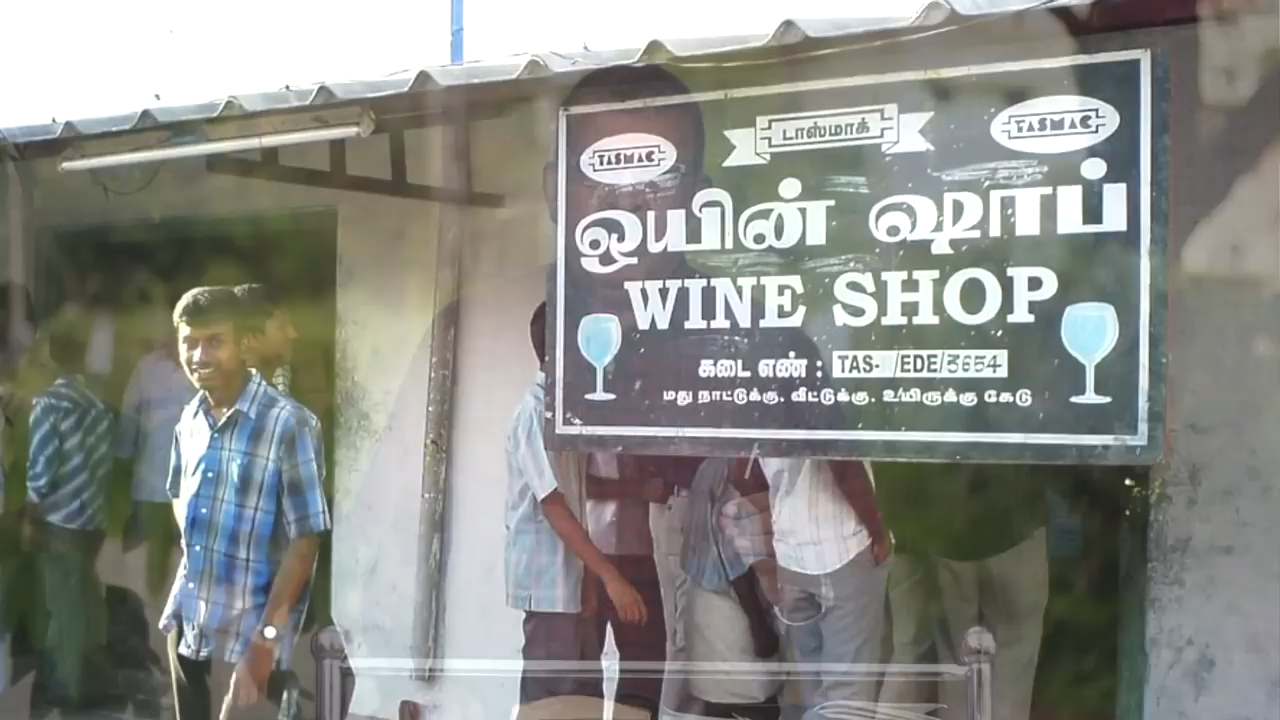 டாஸ்மாக்
TASMAC TASMAC
ஒயின் ஷாப்
WINE SHOP
கடை எண் : TAS- /EDE/3654
மது நாட்டுக்கு, வீட்டுக்கு, உயிருக்கு கேடு